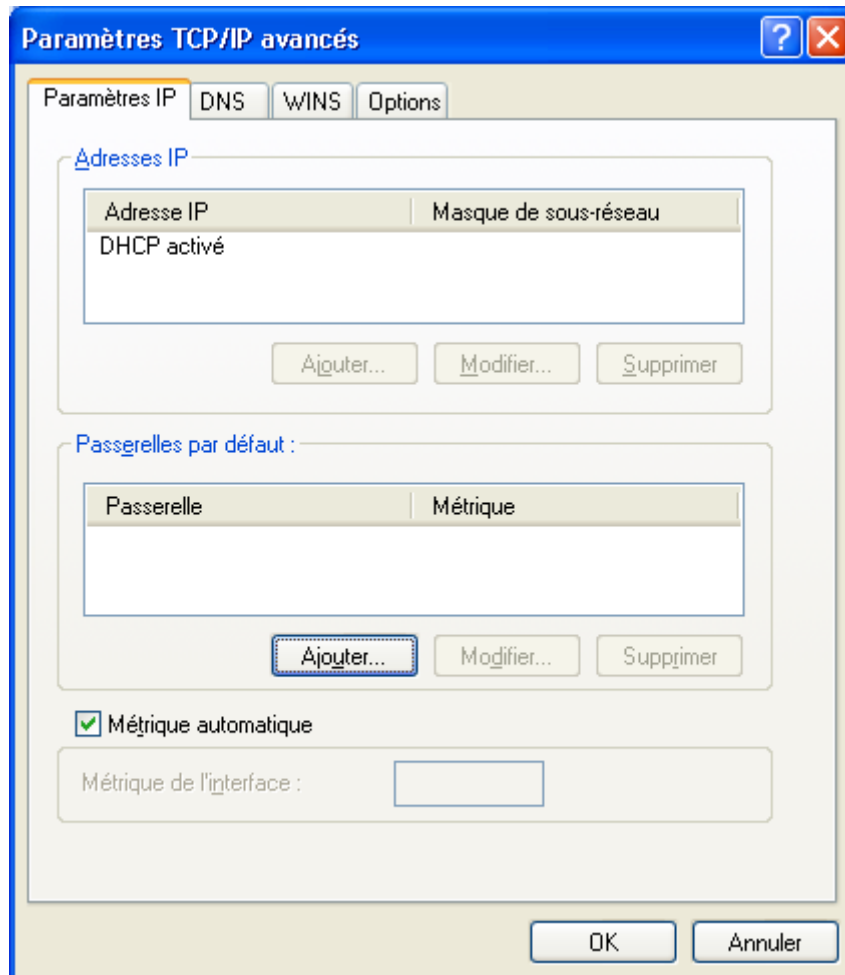 Paramètres TCP/IP avancés
Paramètres IP DNS WINS Options
Adresses IP
Adresse IP Masque de sous-réseau
DHCP activé
Ajouter... Modifier... Supprimer
Passerelles par défaut :
Passerelle Métrique
Ajouter... Modifier... Supprimer
Métrique automatique
Métrique de l'interface :
OK Annuler